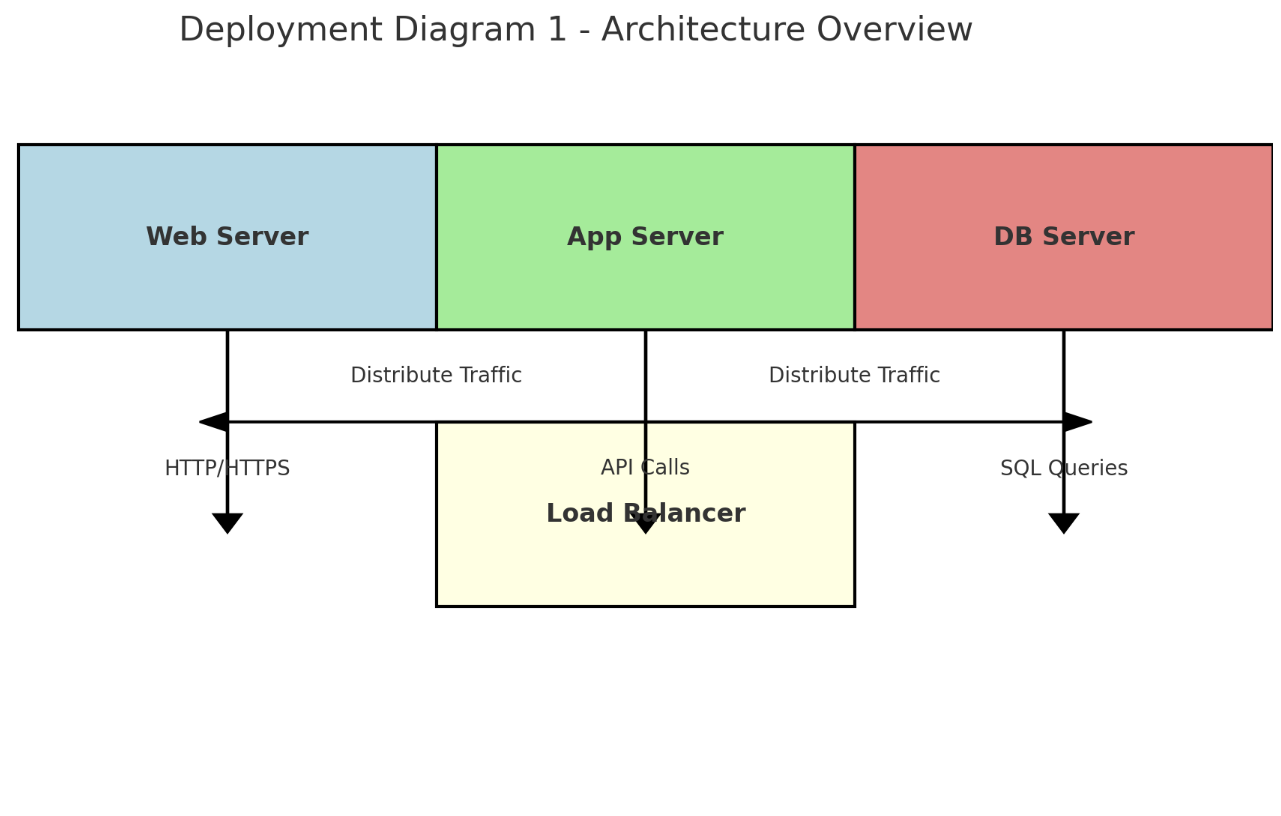 Deployment Diagram 1 - Architecture Overview
Web Server
App Server
DB Server
Distribute Traffic
Distribute Traffic
HTTP/HTTPS
API Calls
SQL Queries
Load Balancer